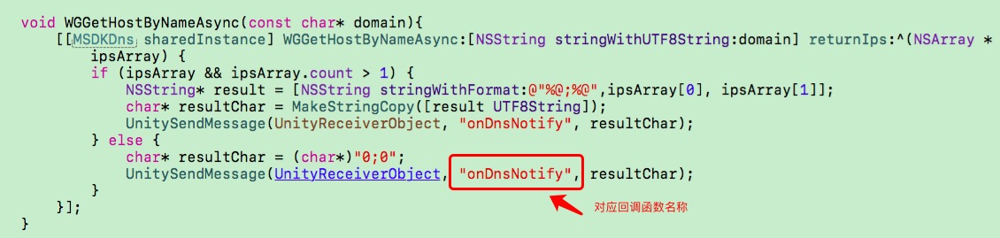 void WGGetHostByNameAsync(const char* domain){
[[MSDKDns sharedInstance] WGGetHostByNameAsync:[NSString stringWithUTF8String:domain] returnIps:^(NSArray *
ipsArray) {
if (ipsArray && ipsArray.count > 1) {
NSString* result = [NSString stringWithFormat:@"%@;%@",ipsArray[0], ipsArray[1]];
char* resultChar = MakeStringCopy([result UTF8String]);
UnitySendMessage(UnityReceiverObject, "onDnsNotify", resultChar);
} else {
char* resultChar = (char*)"0;0";
UnitySendMessage(UnityReceiverObject, "onDnsNotify", resultChar);
}
对应回调函数名称
}];
}